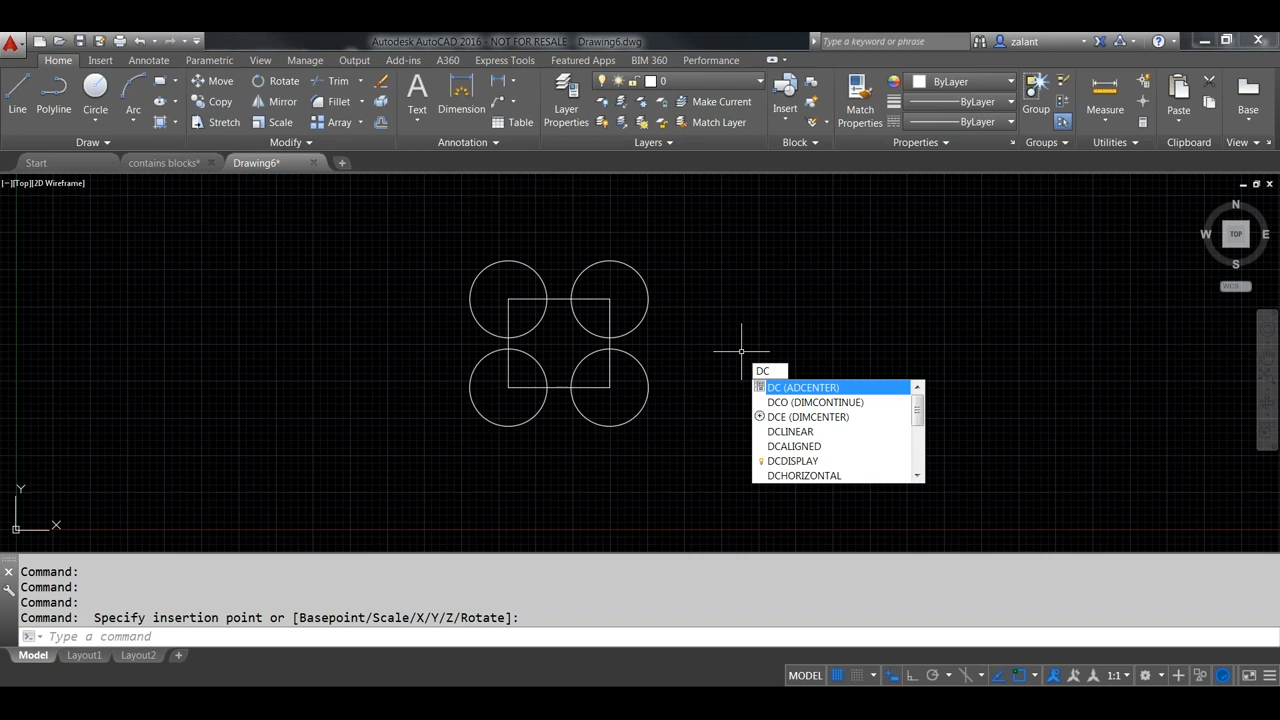 Autodesk AutoCAD 2016 - NOT FOR RESALE Drawing6.dwg
Type a keyword or phrase
zalant
Home Insert Annotate Parametric View Manage Output Add-ins A360 Express Tools Featured Apps BIM 360 Performance
Line
Polyline
Circle
Arc
Move
Rotate
Trim
Copy
Mirror
Fillet
Stretch
Scale
Array
Text
Dimension
Table
Layer
Properties
0
Make Current
Match Layer
Insert
Match
Properties
ByLayer
ByLayer
ByLayer
Group
Measure
Paste
Base
Draw
Modify
Annotation
Layers
Block
Properties
Groups
Utilities
Clipboard
View
Start
contains blocks*
Drawing6*
[-][Top][2D Wireframe]
N
W
TOP
E
S
WCS
DC
DC (ADCENTER)
DCO (DIMCONTINUE)
DCE (DIMCENTER)
DCLINEAR
DCALIGNED
DCDISPLAY
DCHORIZONTAL
Y
X
Command:
Command:
Command:
Command: Specify insertion point or [Basepoint/Scale/X/Y/Z/Rotate]:
Type a command
Model Layout1 Layout2
MODEL
1:1